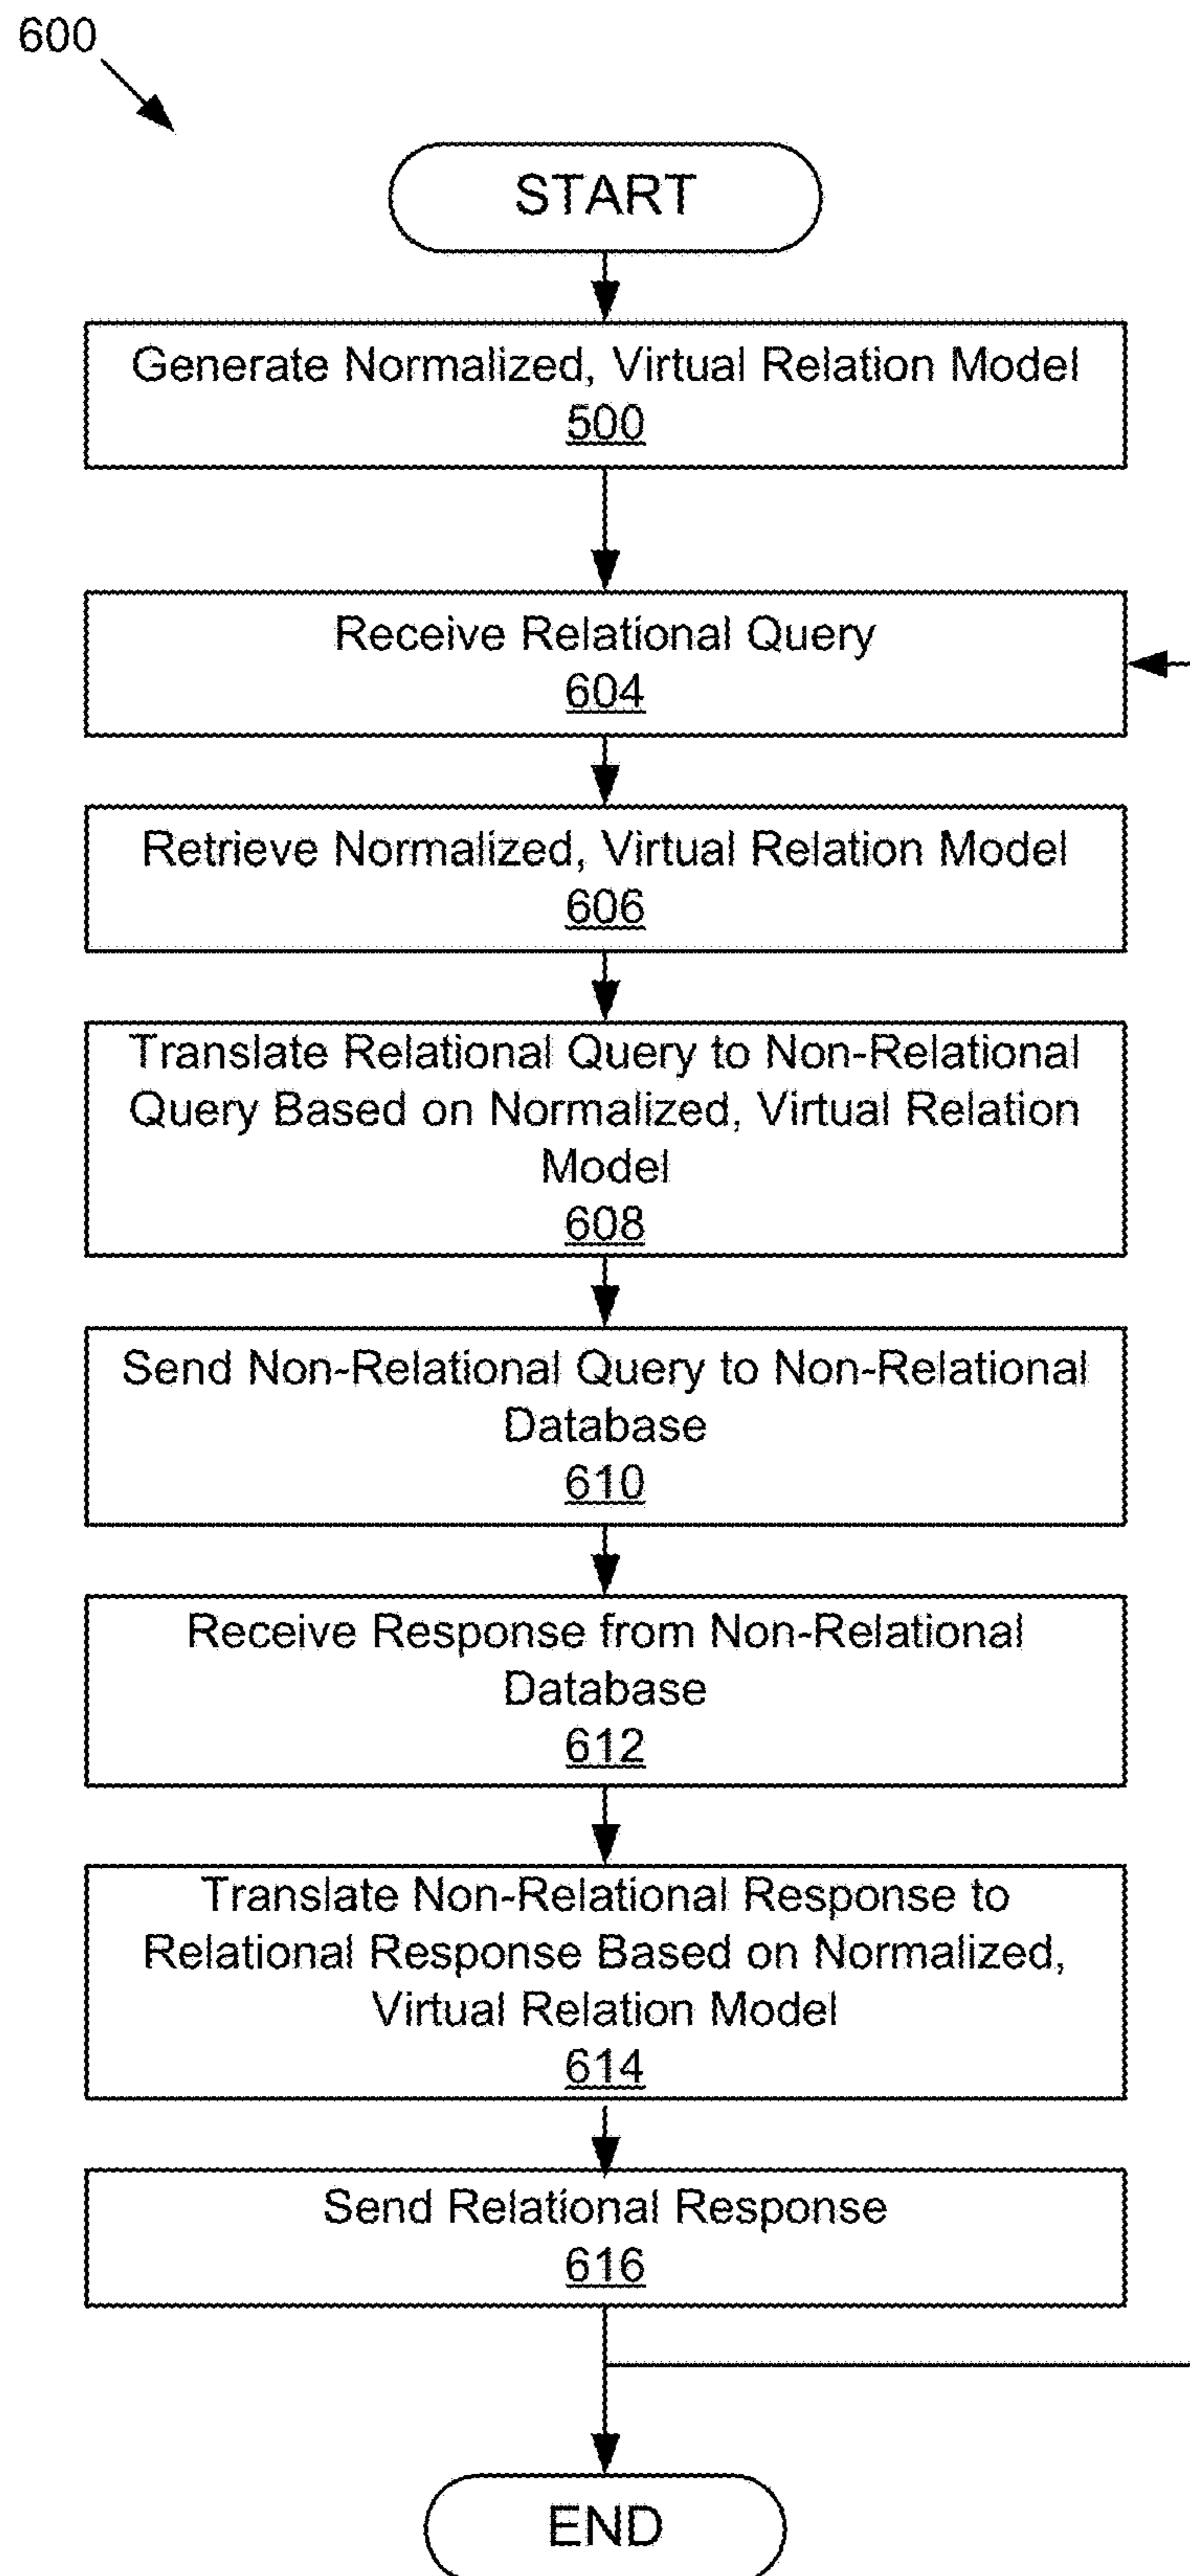 600
START
Generate Normalized, Virtual Relation Model
500
Receive Relational Query
604
Retrieve Normalized, Virtual Relation Model
606
Translate Relational Query to Non-Relational
Query Based on Normalized, Virtual Relation
Model
608
Send Non-Relational Query to Non-Relational
Database
610
Receive Response from Non-Relational
Database
612
Translate Non-Relational Response to
Relational Response Based on Normalized,
Virtual Relation Model
614
Send Relational Response
616
END